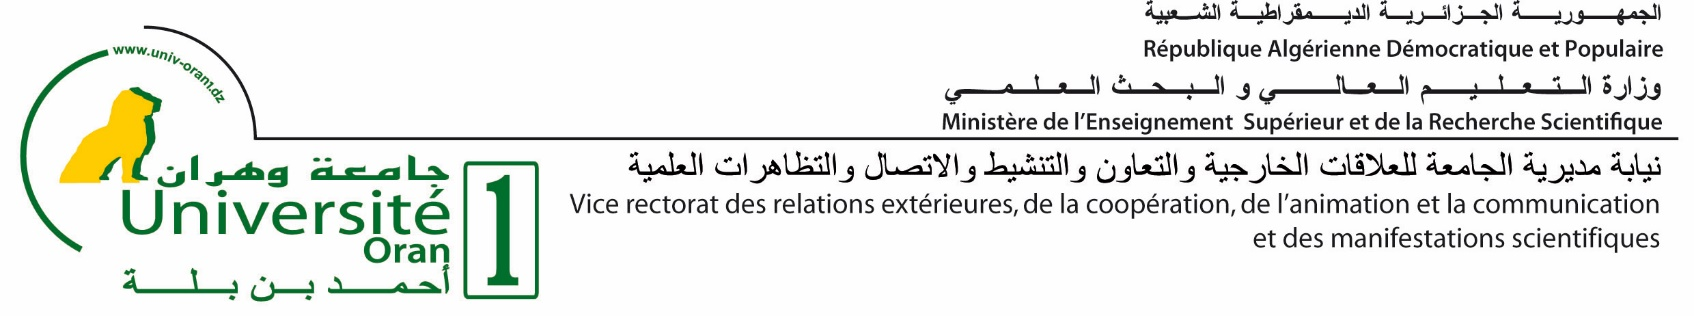 الجمهورية الجزائرية الديمقراطية الشعبية
République Algérienne Démocratique et Populaire
وزارة التعليم العالي و البحث العلمي
Ministère de l'Enseignement Supérieur et de la Recherche Scientifique
نيابة مديرية الجامعة للعلاقات الخارجية والتعاون والتنشيط والاتصال والتظاهرات العلمية
Vice rectorat des relations extérieures, de la coopération, de l'animation et la communication
et des manifestations scientifiques
www.univ-oran1.dz
جامعة وهران
Université
Oran
1
أحمد بن بلة